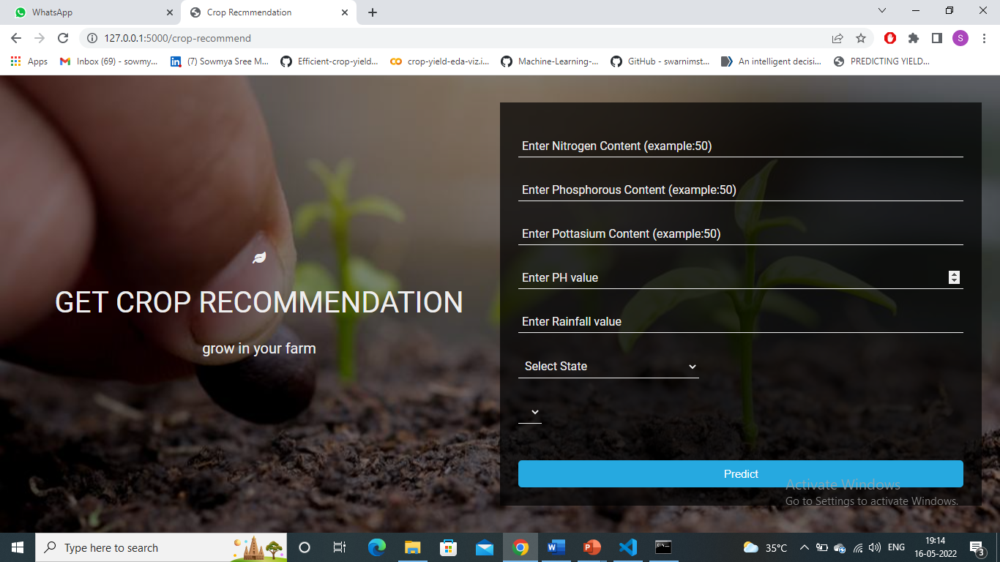 WhatsApp
Crop Recmmendation
127.0.0.1:5000/crop-recommend
S
Apps
Inbox (69) - sowmy...
(7) Sowmya Sree M...
Efficient-crop-yield...
crop-yield-eda-viz.i...
Machine-Learning-...
GitHub - swarnimst...
An intelligent decisi...
PREDICTING YIELD...
GET CROP RECOMMENDATION
grow in your farm
Enter Nitrogen Content (example:50)
Enter Phosphorous Content (example:50)
Enter Pottasium Content (example:50)
Enter PH value
Enter Rainfall value
Select State
Predict
Activate Windows
Go to Settings to activate Windows.
Type here to search
35°C
ENG
19:14
16-05-2022
3